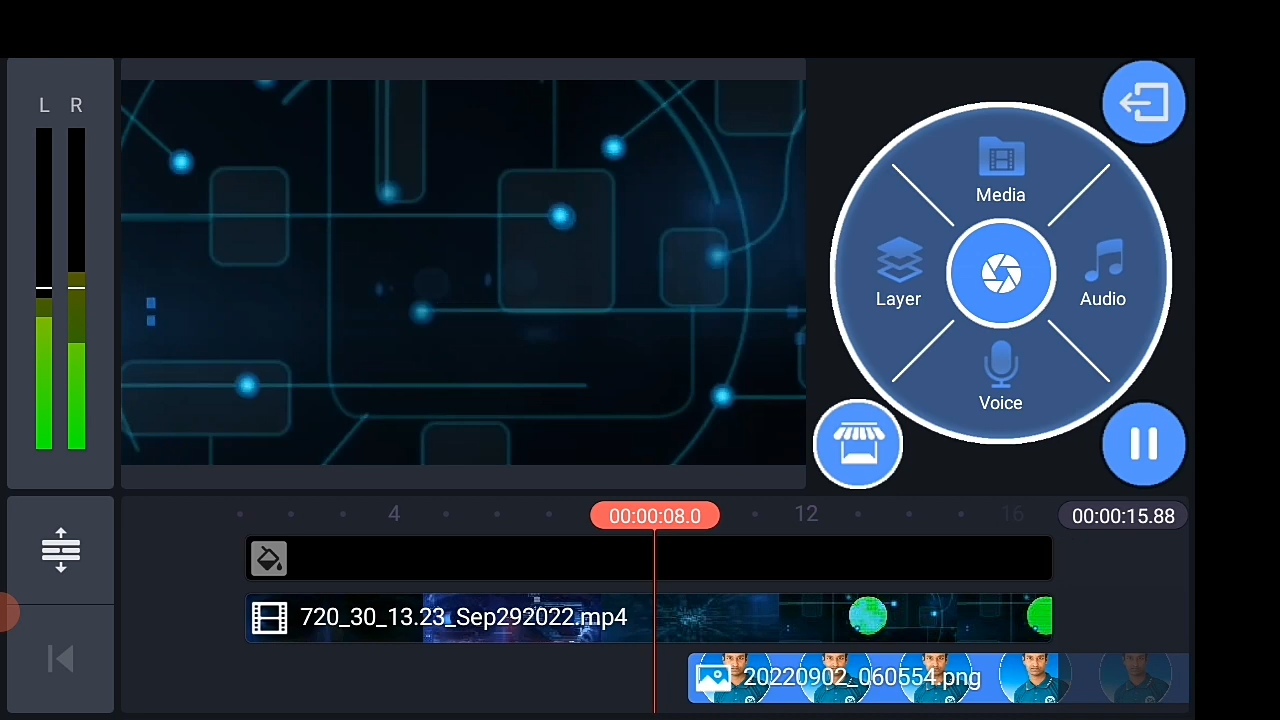 L R
Media
Layer
Audio
Voice
4
00:00:08.0
12
16
00:00:15.88
720_30_13.23_Sep292022.mp4
20220902_060554.png